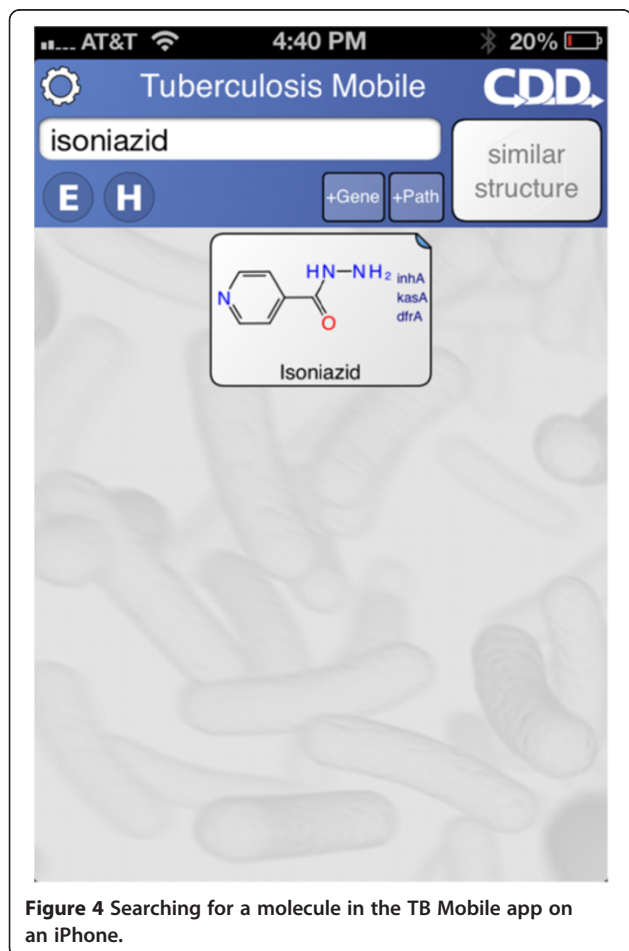 AT&T 4:40 PM 20%
Tuberculosis Mobile CDD
isoniazid
similar
structure
E H +Gene +Path
HN—NH2 inhA
N kasA
O dfrA
Isoniazid
Figure 4 Searching for a molecule in the TB Mobile app on
an iPhone.